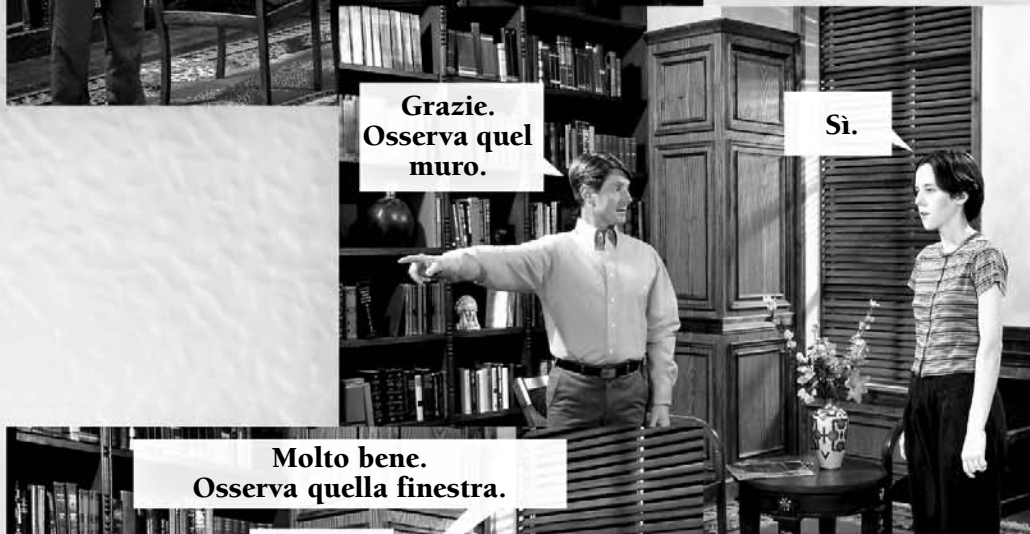 Grazie.
Osserva quel
muro.
Sì.
Molto bene.
Osserva quella finestra.